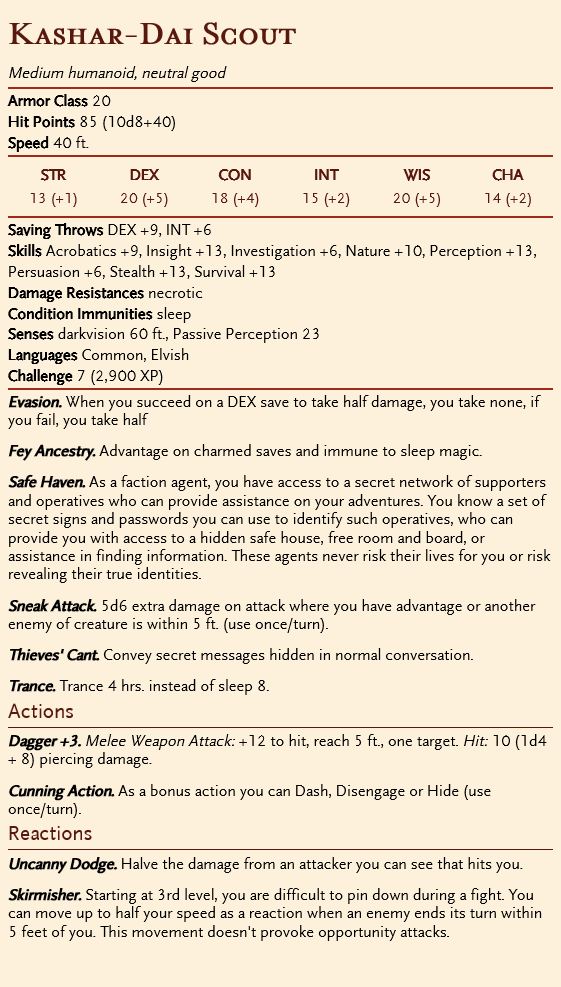 Kashar-Dai Scout
Medium humanoid, neutral good
Armor Class 20
Hit Points 85 (10d8+40)
Speed 40 ft.
STR DEX CON INT WIS CHA
13 (+1) 20 (+5) 18 (+4) 15 (+2) 20 (+5) 14 (+2)
Saving Throws DEX +9, INT +6
Skills Acrobatics +9, Insight +13, Investigation +6, Nature +10, Perception +13,
Persuasion +6, Stealth +13, Survival +13
Damage Resistances necrotic
Condition Immunities sleep
Senses darkvision 60 ft., Passive Perception 23
Languages Common, Elvish
Challenge 7 (2,900 XP)
Evasion. When you succeed on a DEX save to take half damage, you take none, if
you fail, you take half
Fey Ancestry. Advantage on charmed saves and immune to sleep magic.
Safe Haven. As a faction agent, you have access to a secret network of supporters
and operatives who can provide assistance on your adventures. You know a set of
secret signs and passwords you can use to identify such operatives, who can
provide you with access to a hidden safe house, free room and board, or
assistance in finding information. These agents never risk their lives for you or risk
revealing their true identities.
Sneak Attack. 5d6 extra damage on attack where you have advantage or another
enemy of creature is within 5 ft. (use once/turn).
Thieves' Cant. Convey secret messages hidden in normal conversation.
Trance. Trance 4 hrs. instead of sleep 8.
Actions
Dagger +3. Melee Weapon Attack: +12 to hit, reach 5 ft., one target. Hit: 10 (1d4
+ 8) piercing damage.
Cunning Action. As a bonus action you can Dash, Disengage or Hide (use
once/turn).
Reactions
Uncanny Dodge. Halve the damage from an attacker you can see that hits you.
Skirmisher. Starting at 3rd level, you are difficult to pin down during a fight. You
can move up to half your speed as a reaction when an enemy ends its turn within
5 feet of you. This movement doesn't provoke opportunity attacks.